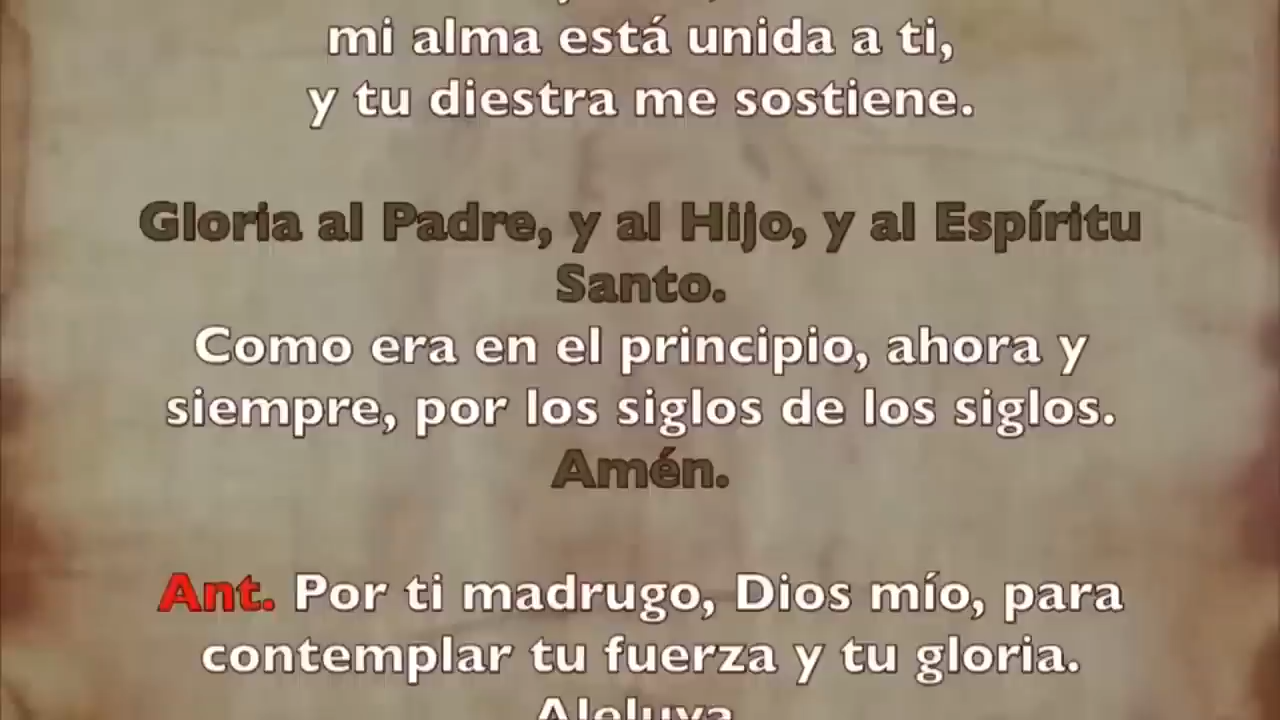 mi alma está unida a ti,
y tu diestra me sostiene.
Gloria al Padre, y al Hijo, y al Espíritu
Santo.
Como era en el principio, ahora y
siempre, por los siglos de los siglos.
Amén.
Ant. Por ti madrugo, Dios mío, para
contemplar tu fuerza y tu gloria.
Aleluya